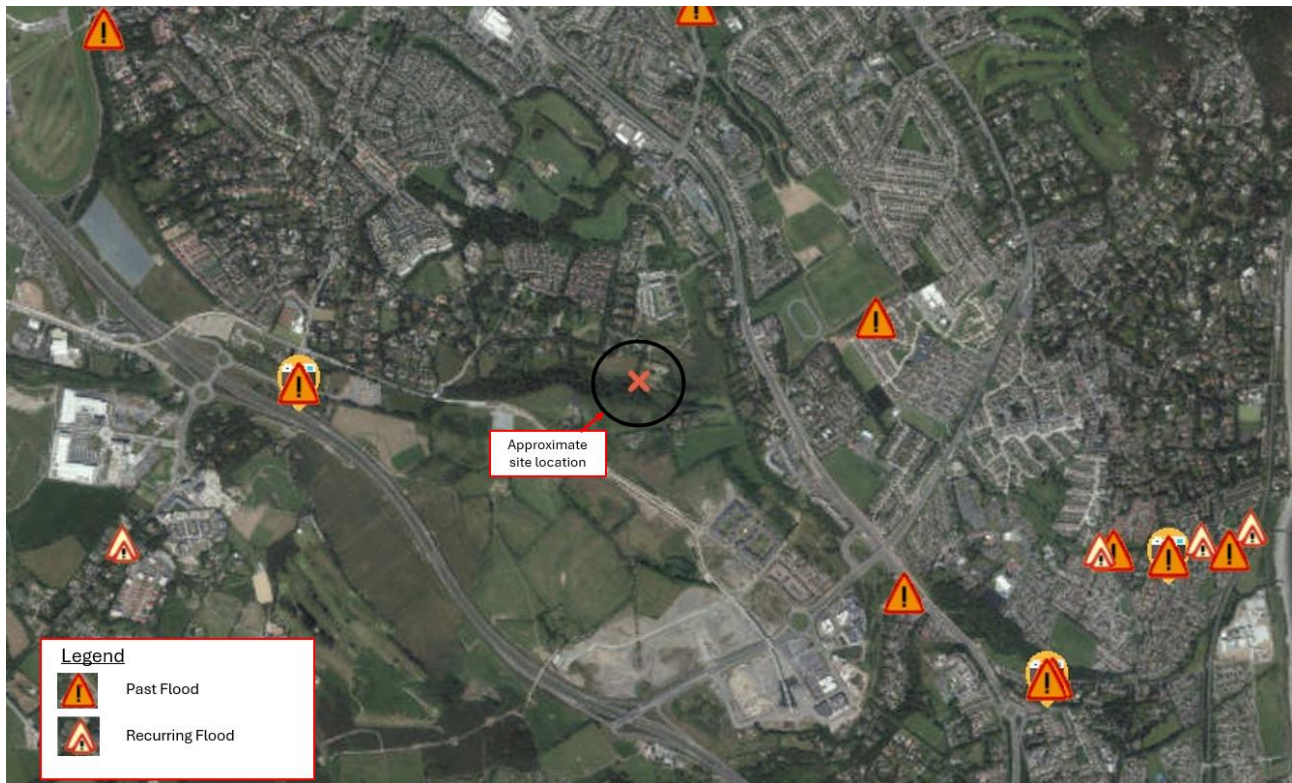 Approximate
site location
Legend
Past Flood
Recurring Flood